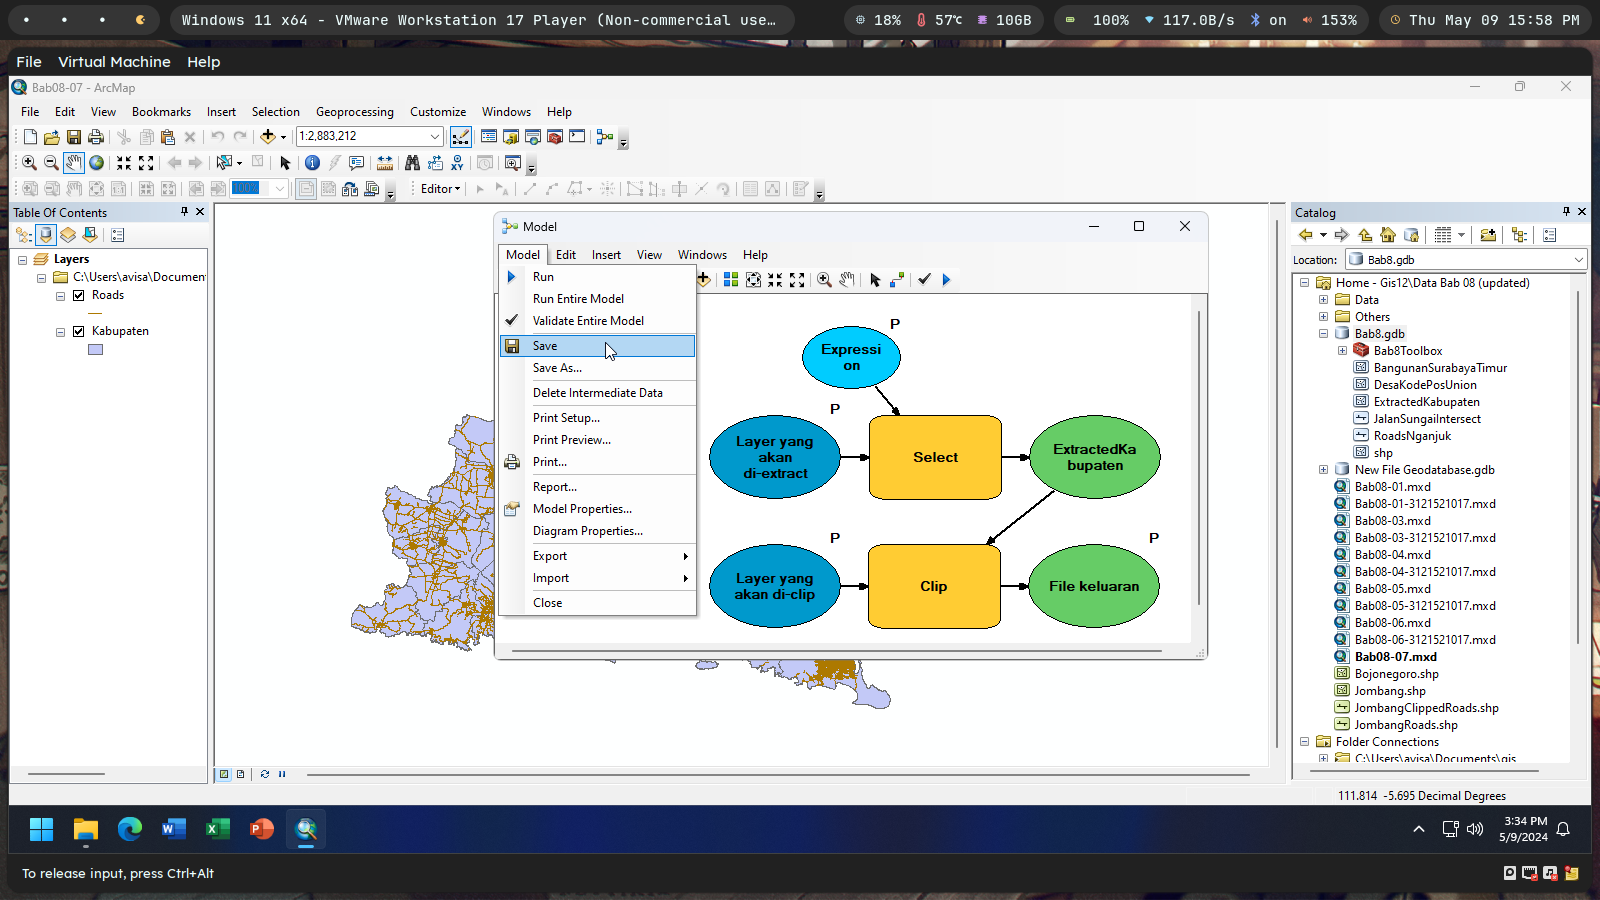 Windows 11 x64 - VMware Workstation 17 Player (Non-commercial use…
18%
57℃
10GB
100%
117.0B/s
on
153%
Thu May 09 15:58 PM
File Virtual Machine Help
Bab08-07 - ArcMap
File Edit View Bookmarks Insert Selection Geoprocessing Customize Windows Help
1:2,883,212
100%
Editor
Table Of Contents
Layers
C:\Users\avisa\Documen
Roads
Kabupaten
Model
Model Edit Insert View Windows Help
Run
Run Entire Model
Validate Entire Model
Save
Save As...
Delete Intermediate Data
Print Setup...
Print Preview...
Print...
Report...
Model Properties...
Diagram Properties...
Export
Import
Close
P
Expressi
on
P
Layer yang
akan
di-extract
Select
ExtractedKa
bupaten
P
Layer yang
akan di-clip
Clip
P
File keluaran
Catalog
Location: Bab8.gdb
Home - Gis12\Data Bab 08 (updated)
Data
Others
Bab8.gdb
Bab8Toolbox
BangunanSurabayaTimur
DesaKodePosUnion
ExtractedKabupaten
JalanSungaiIntersect
RoadsNganjuk
shp
New File Geodatabase.gdb
Bab08-01.mxd
Bab08-01-3121521017.mxd
Bab08-03.mxd
Bab08-03-3121521017.mxd
Bab08-04.mxd
Bab08-04-3121521017.mxd
Bab08-05.mxd
Bab08-05-3121521017.mxd
Bab08-06.mxd
Bab08-06-3121521017.mxd
Bab08-07.mxd
Bojonegoro.shp
Jombang.shp
JombangClippedRoads.shp
JombangRoads.shp
Folder Connections
C:\Users\avisa\Documents\gis
111.814 -5.695 Decimal Degrees
3:34 PM
5/9/2024
To release input, press Ctrl+Alt